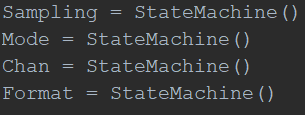 Sampling = StateMachine()
Mode = StateMachine()
Chan = StateMachine()
Format = StateMachine()